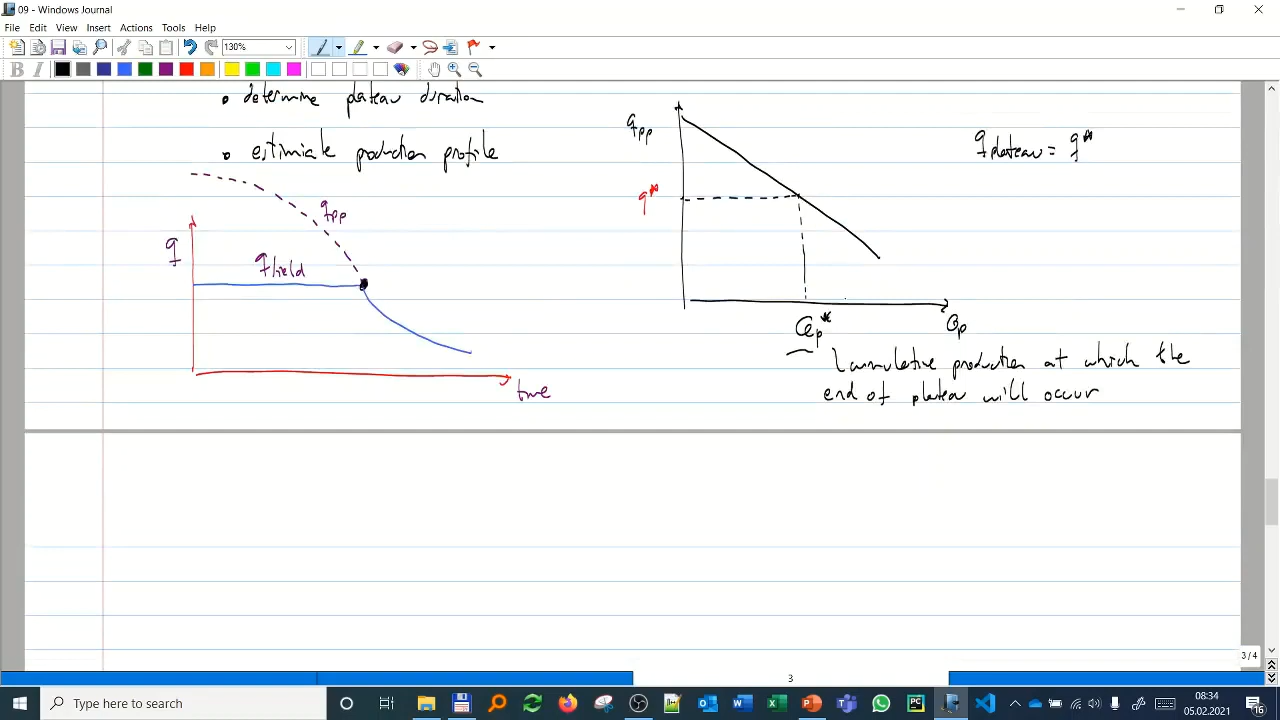 09 - Windows Journal
File Edit View Insert Actions Tools Help
130%
B I
• determine plateau duration
• estimiate production profile
qpp
q
qfield
time
qpp
q*
Qp*
Qp
qplateau = q*
Cumulative production at which the
end of plateau will occur
3 / 4
3
Type here to search
08:34
05.02.2021
16